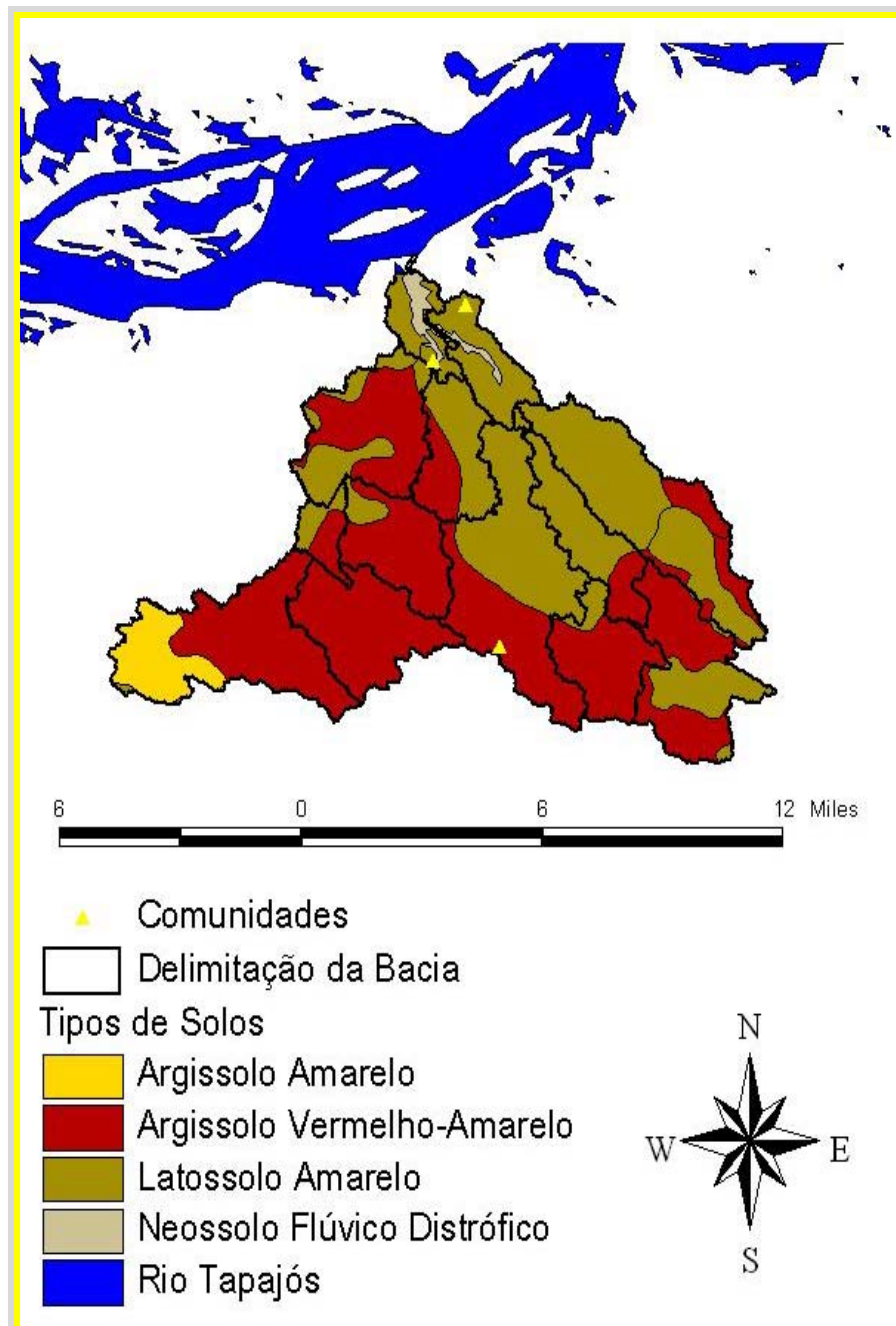 6 0 6 12 Miles
Comunidades
Delimitação da Bacia
Tipos de Solos
Argissolo Amarelo
Argissolo Vermelho-Amarelo
Latossolo Amarelo
Neossolo Flúvico Distrófico
Rio Tapajós
N
W E
S